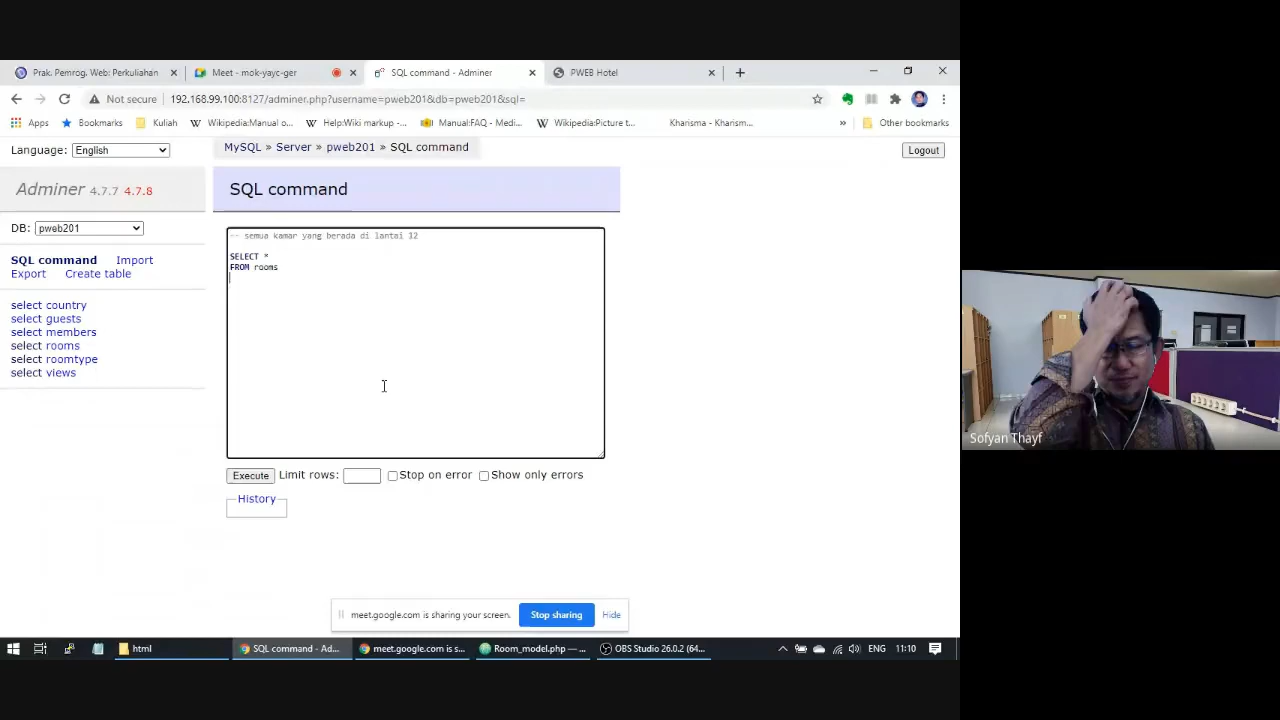 Prak. Pemrog. Web: Perkuliahan
Meet - mok-yayc-ger
SQL command - Adminer
PWEB Hotel
Not secure
192.168.99.100:8127/adminer.php?username=pweb201&db=pweb201&sql=
Apps
Bookmarks
Kuliah
Wikipedia:Manual o...
Help:Wiki markup -...
Manual:FAQ - Medi...
Wikipedia:Picture t...
Kharisma - Kharism...
»
Other bookmarks
Language: English
MySQL » Server » pweb201 » SQL command
Logout
Adminer 4.7.7 4.7.8
SQL command
DB: pweb201
-- semua kamar yang berada di lantai 12
SELECT *
FROM rooms
SQL command Import
Export Create table
select country
select guests
select members
select rooms
select roomtype
select views
Sofyan Thayf
Execute Limit rows: Stop on error Show only errors
History
meet.google.com is sharing your screen.
Stop sharing
Hide
html
SQL command - Ad...
meet.google.com is s...
Room_model.php — ...
OBS Studio 26.0.2 (64...
ENG
11:10